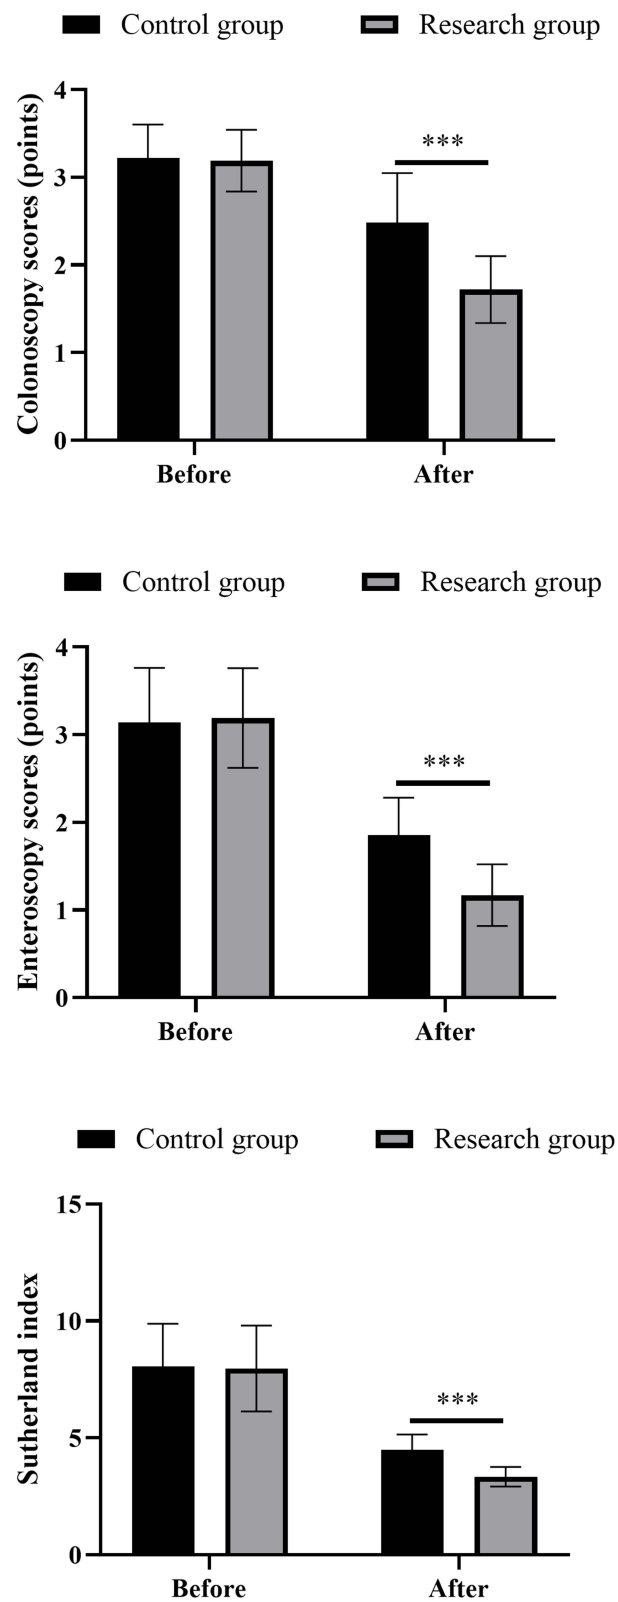 Control group Research group
Colonoscopy scores (points)
4
***
3
2
1
0
Before After
Control group Research group
Enteroscopy scores (points)
4
3
***
2
1
0
Before After
Control group Research group
Sutherland index
15
10
***
5
0
Before After